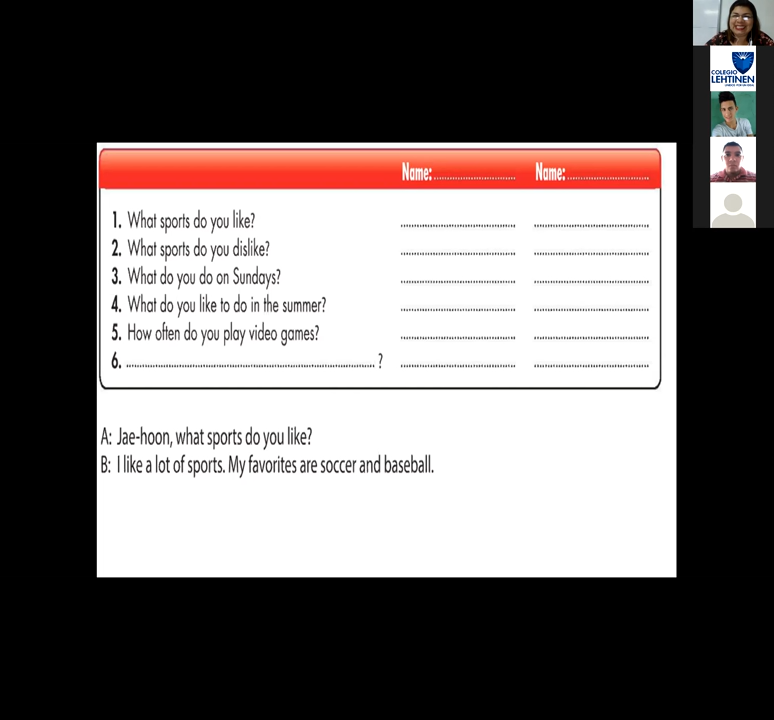 Name: Name:
1. What sports do you like?
2. What sports do you dislike?
3. What do you do on Sundays?
4. What do you like to do in the summer?
5. How often do you play video games?
6. ?
A: Jae-hoon, what sports do you like?
B: I like a lot of sports. My favorites are soccer and baseball.
COLEGIO
LEHTINEN